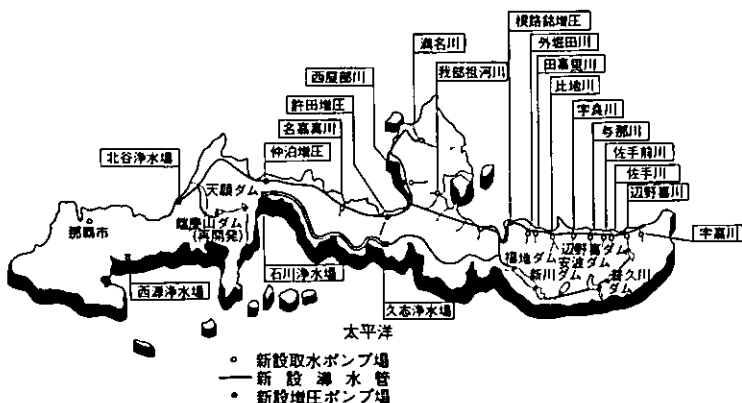 満名川
横路銘増圧
外堀田川
西屋部川
我部祖河川
田嘉里川
許田増圧
比地川
名嘉真川
宇良川
北谷浄水場
仲泊増圧
与那川
佐手前川
天願ダム
佐手川
辺野喜川
那覇市
ダム
(再開発)
宇嘉川
福地ダム
辺野喜ダム
安波ダム
新川ダム
普久川
ダム
西原浄水場
石川浄水場
久志浄水場
太平洋
新設取水ポンプ場
新設導水管
新設増圧ポンプ場